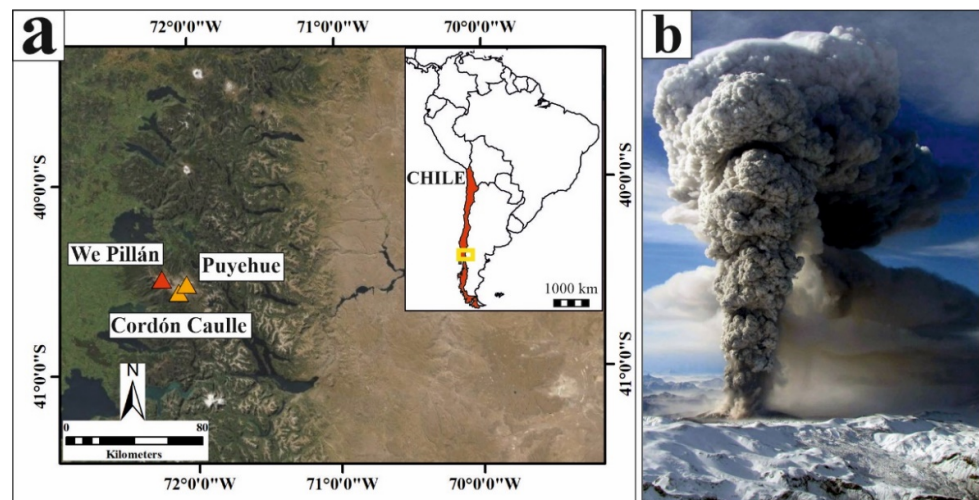 a
72°0'0"W
71°0'0"W
70°0'0"W
40°0'0"S
41°0'0"S
We Pillán
Puyehue
Cordón Caulle
N
0
80
Kilometers
CHILE
1000 km
40°0'0"S
41°0'0"S
72°0'0"W
71°0'0"W
70°0'0"W
b